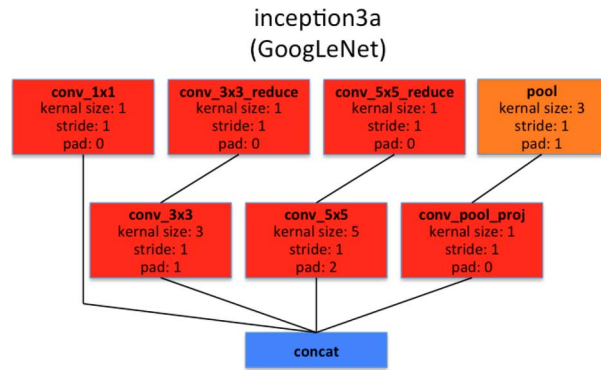 inception3a
(GoogLeNet)
conv_1x1
kernal size: 1
stride: 1
pad: 0
conv_3x3_reduce
kernal size: 1
stride: 1
pad: 0
conv_5x5_reduce
kernal size: 1
stride: 1
pad: 0
pool
kernal size: 3
stride: 1
pad: 1
conv_3x3
kernal size: 3
stride: 1
pad: 1
conv_5x5
kernal size: 5
stride: 1
pad: 2
conv_pool_proj
kernal size: 1
stride: 1
pad: 0
concat